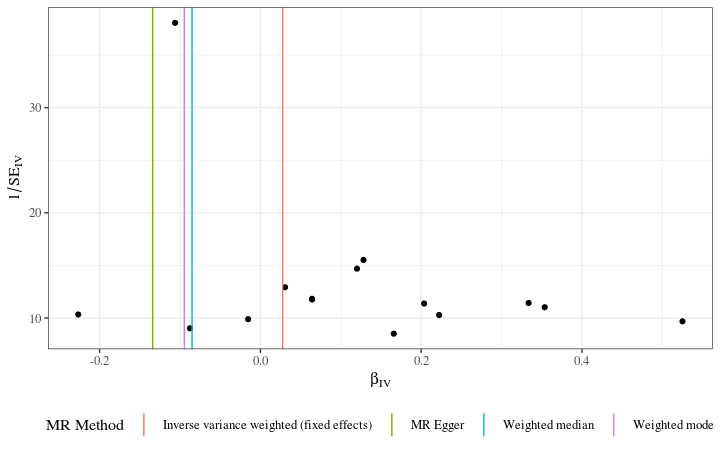 1/SE_IV
30
20
10
-0.2
0.0
0.2
0.4
β_IV
MR Method
Inverse variance weighted (fixed effects)
MR Egger
Weighted median
Weighted mode